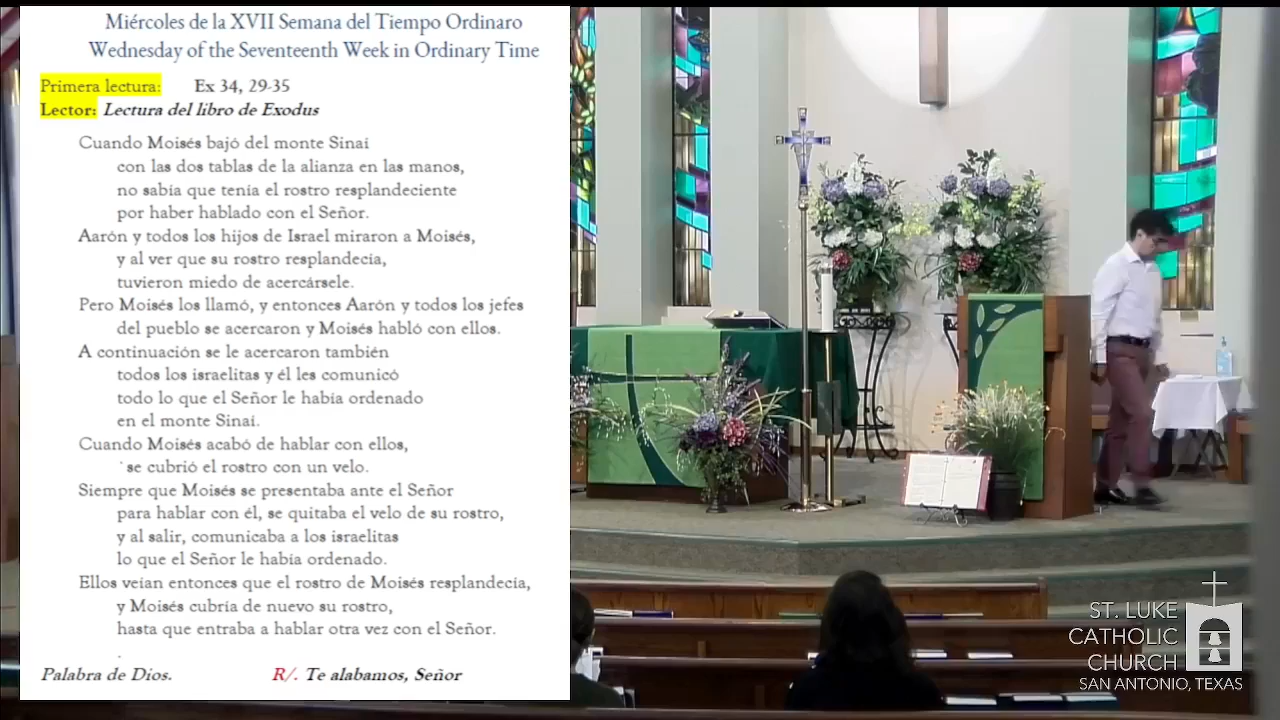 Miércoles de la XVII Semana del Tiempo Ordinaro
Wednesday of the Seventeenth Week in Ordinary Time
Primera lectura: Ex 34, 29-35
Lector: Lectura del libro de Exodus
Cuando Moisés bajó del monte Sinaí
con las dos tablas de la alianza en las manos,
no sabía que tenía el rostro resplandeciente
por haber hablado con el Señor.
Aarón y todos los hijos de Israel miraron a Moisés,
y al ver que su rostro resplandecía,
tuvieron miedo de acercársele.
Pero Moisés los llamó, y entonces Aarón y todos los jefes
del pueblo se acercaron y Moisés habló con ellos.
A continuación se le acercaron también
todos los israelitas y él les comunicó
todo lo que el Señor le había ordenado
en el monte Sinaí.
Cuando Moisés acabó de hablar con ellos,
se cubrió el rostro con un velo.
Siempre que Moisés se presentaba ante el Señor
para hablar con él, se quitaba el velo de su rostro,
y al salir, comunicaba a los israelitas
lo que el Señor le había ordenado.
Ellos veían entonces que el rostro de Moisés resplandecía,
y Moisés cubría de nuevo su rostro,
hasta que entraba a hablar otra vez con el Señor.
Palabra de Dios. R/. Te alabamos, Señor
ST. LUKE
CATHOLIC
CHURCH
SAN ANTONIO, TEXAS